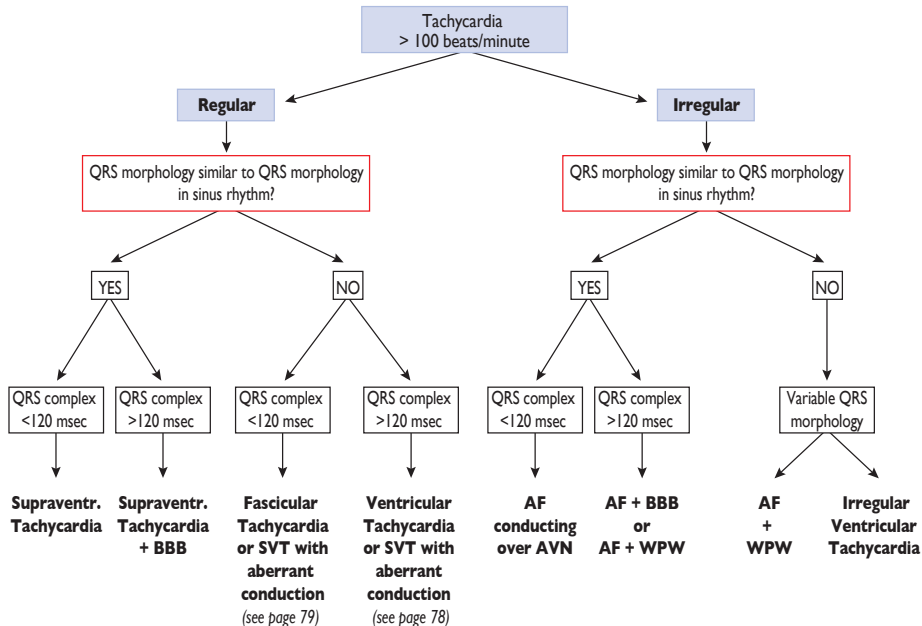 Tachycardia
> 100 beats/minute
Regular
Irregular
QRS morphology similar to QRS morphology
in sinus rhythm?
QRS morphology similar to QRS morphology
in sinus rhythm?
YES
NO
YES
NO
QRS complex
<120 msec
QRS complex
>120 msec
QRS complex
<120 msec
QRS complex
>120 msec
QRS complex
<120 msec
QRS complex
>120 msec
Variable QRS
morphology
Supraventr.
Tachycardia
Supraventr.
Tachycardia
+ BBB
Fascicular
Tachycardia
or SVT with
aberrant
conduction
(see page 79)
Ventricular
Tachycardia
or SVT with
aberrant
conduction
(see page 78)
AF
conducting
over AVN
AF + BBB
or
AF + WPW
AF
+
WPW
Irregular
Ventricular
Tachycardia